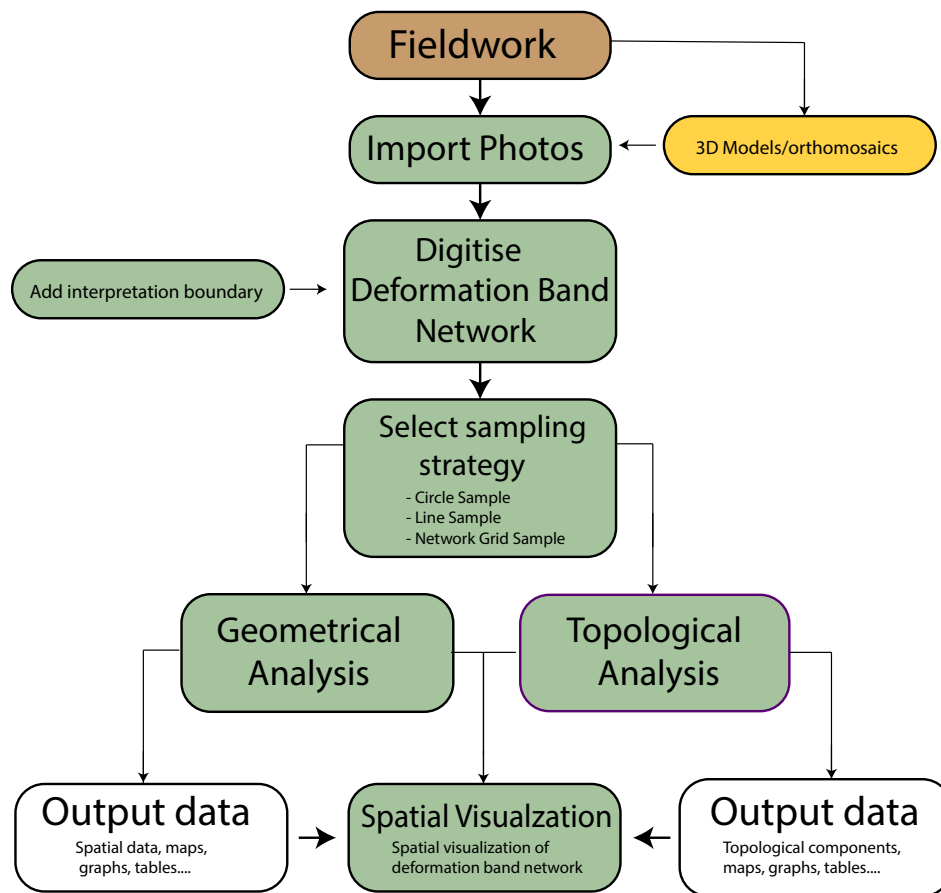 Fieldwork
Import Photos
3D Models/orthomosaics
Digitise
Deformation Band
Network
Add interpretation boundary
Select sampling
strategy
- Circle Sample
- Line Sample
- Network Grid Sample
Geometrical
Analysis
Topological
Analysis
Output data
Spatial data, maps,
graphs, tables....
Spatial Visualzation
Spatial visualization of
deformation band network
Output data
Topological components,
maps, graphs, tables....